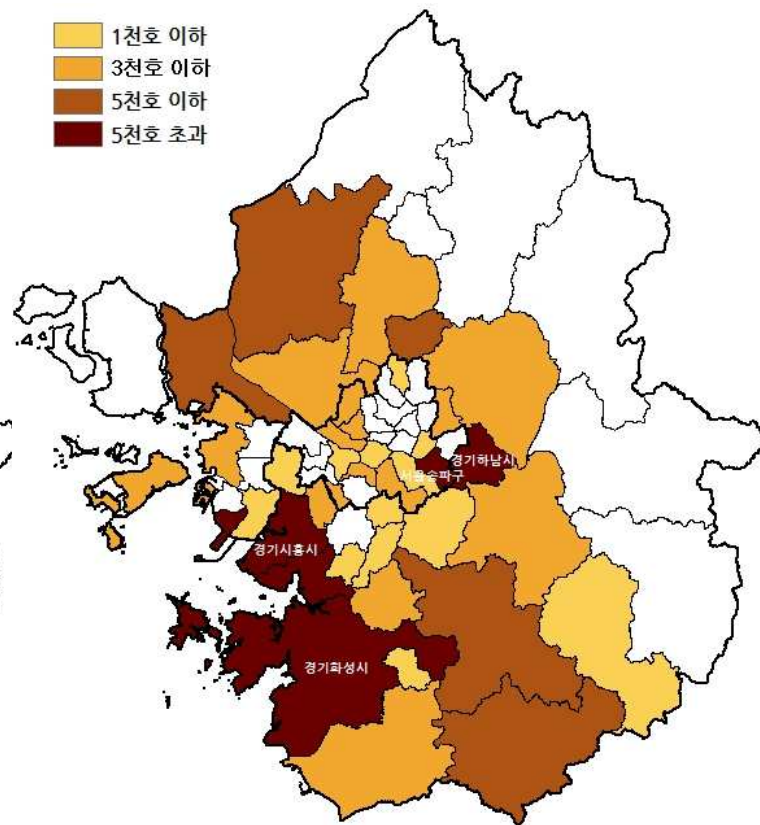 1천호 이하
3천호 이하
5천호 이하
5천호 초과
경기하남시
서울송파구
경기시흥시
경기화성시